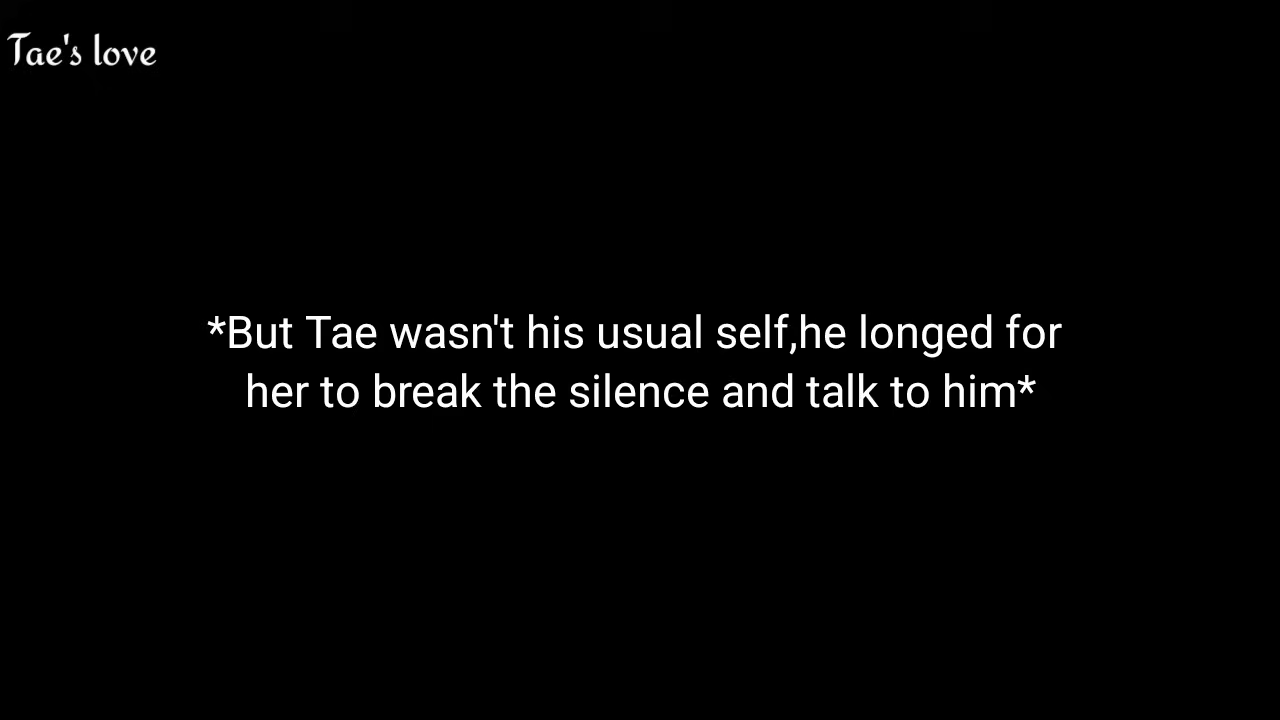 Tae's love
*But Tae wasn't his usual self,he longed for
her to break the silence and talk to him*